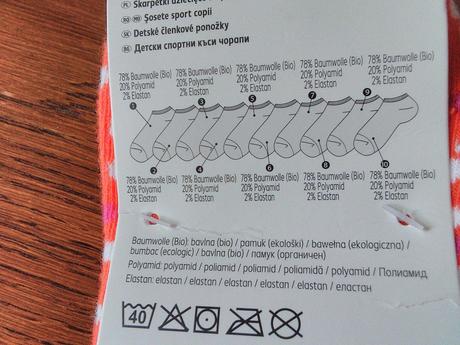 PL Skarpetki
RO MD Șosete sport copii
SK Detské členkové ponožky
BG Детски спортни къси чорапи
78% Baumwolle (Bio) 78% Baumwolle (Bio) 78% Baumwolle (Bio) 78% Baumwolle (Bio) 78% Baumwolle (Bio)
20% Polyamid 20% Polyamid 20% Polyamid 20% Polyamid 20% Polyamid
2% Elastan 2% Elastan 2% Elastan 2% Elastan 2% Elastan
1 3 5 7 9
2 4 6 8 10
78% Baumwolle (Bio) 78% Baumwolle (Bio) 78% Baumwolle (Bio) 78% Baumwolle (Bio) 78% Baumwolle (Bio)
20% Polyamid 20% Polyamid 20% Polyamid 20% Polyamid 20% Polyamid
2% Elastan 2% Elastan 2% Elastan 2% Elastan 2% Elastan
Baumwolle (Bio): bavlna (bio) / pamuk (ekološki) / bawełna (ekologiczna) /
bumbac (ecologic) / bavlna (bio) / памук (органичен)
Polyamid: polyamid / poliamid / poliamid / poliamidă / polyamid / Полиамид
Elastan: elastan / elastan / elastan / elastan / elastan / еластан
40